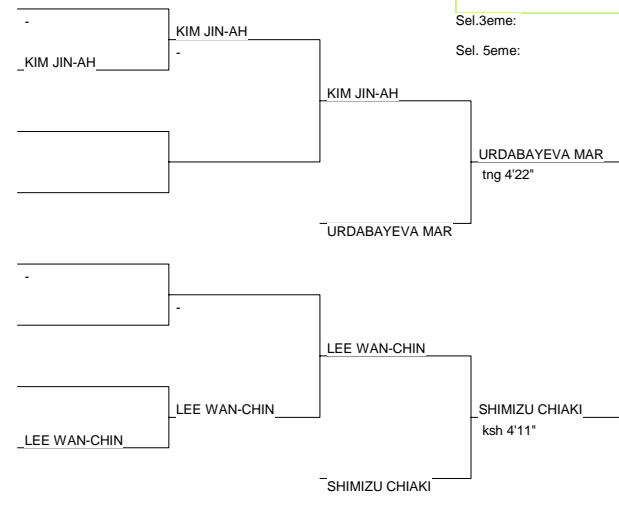 Sel.3eme:
Sel. 5eme:
-
KIM JIN-AH
-
KIM JIN-AH
KIM JIN-AH
URDABAYEVA MAR
tng 4'22"
URDABAYEVA MAR
-
-
LEE WAN-CHIN
LEE WAN-CHIN
LEE WAN-CHIN
SHIMIZU CHIAKI
ksh 4'11"
SHIMIZU CHIAKI